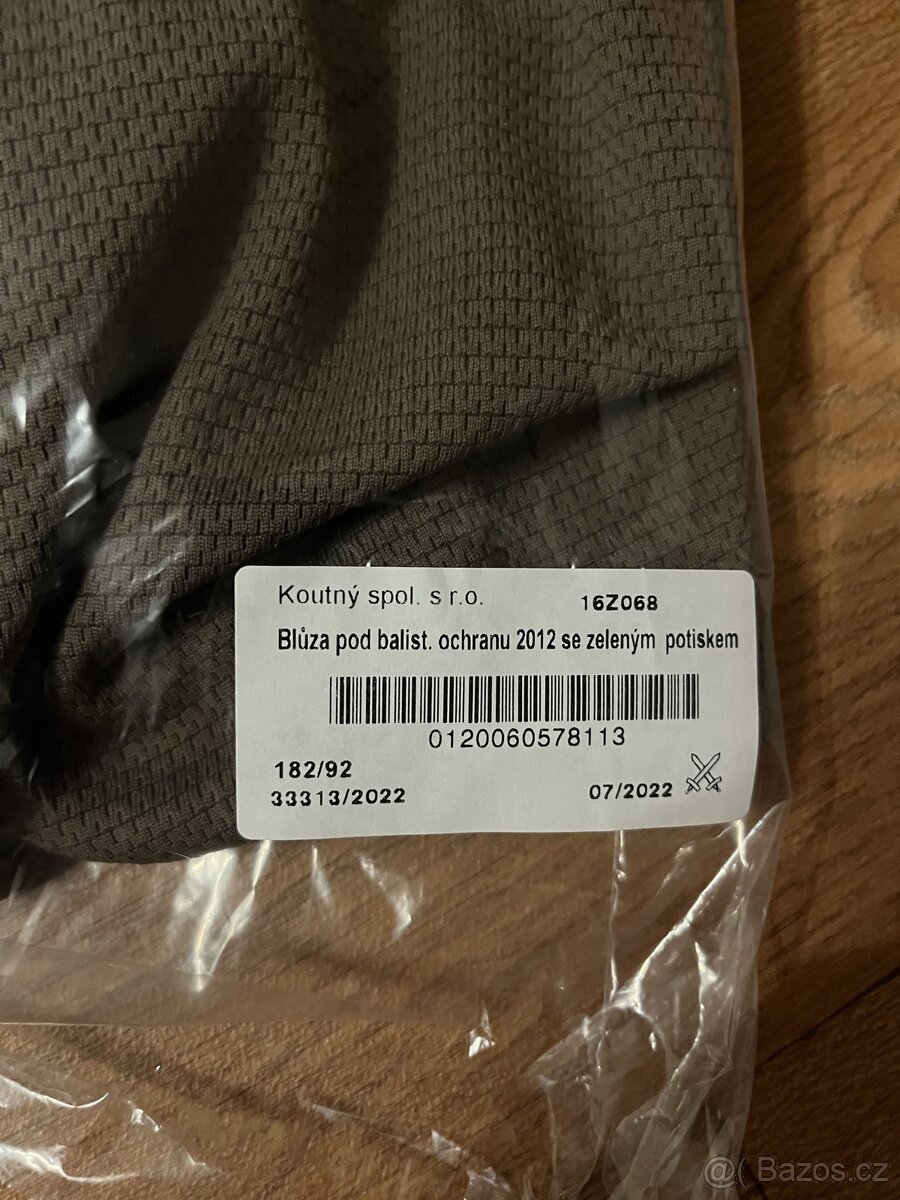 Koutný spol. s r.o. 16Z068
Blůza pod balist. ochranu 2012 se zeleným potiskem
0120060578113
182/92
33313/2022 07/2022
@( Bazos.cz